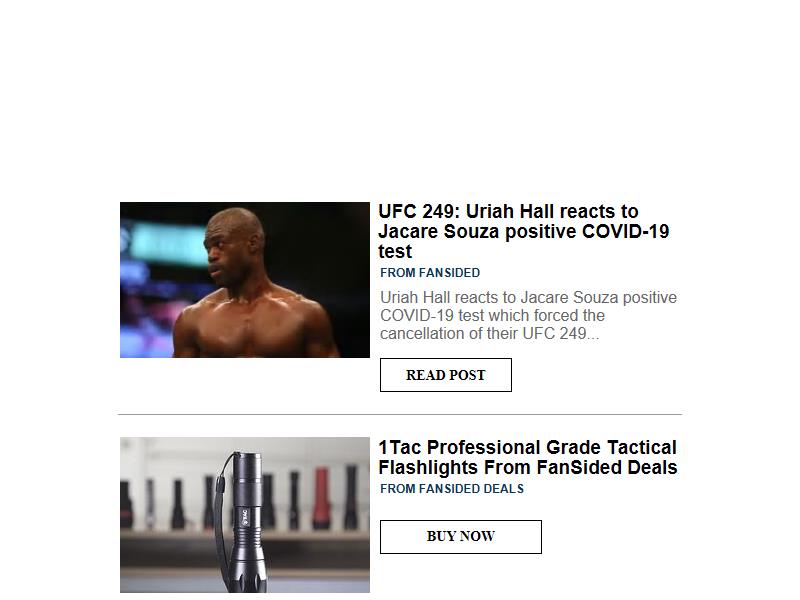 UFC 249: Uriah Hall reacts to
Jacare Souza positive COVID-19
test
FROM FANSIDED
Uriah Hall reacts to Jacare Souza positive
COVID-19 test which forced the
cancellation of their UFC 249...
READ POST
1Tac Professional Grade Tactical
Flashlights From FanSided Deals
FROM FANSIDED DEALS
BUY NOW